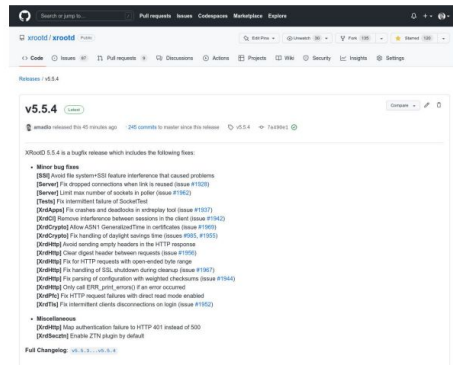 Search or jump to...
Pull requests Issues Codespaces Marketplace Explore
xrootd / xrootd Public
Edit Pins Unwatch Fork 135 Starred
Code Issues Pull requests Discussions Actions Projects Wiki Security Insights Settings
Releases / v5.5.4
v5.5.4 Latest
Compare
released this 45 minutes ago 245 commits to master since this release v5.5.4
XRootD 5.5.4 is a bugfix release which includes the following fixes:
• Minor bug fixes
[SSI] Avoid file system+SSI feature interference that caused problems
[Server] Fix dropped connections when link is reused (issue #1928)
[Server] Limit max number of sockets in poller (issue #1962)
[Tests] Fix intermittent failure of SocketTest
[XrdApps] Fix crashes and deadlocks in xrdreplay tool (issue #1937)
[XrdCl] Remove interference between sessions in the client (issue #1942)
[XrdCrypto] Allow ASN1 GeneralizedTime in certificates (issue #1969)
[XrdCrypto] Fix handling of daylight savings time (issues #985, #1955)
[XrdHttp] Avoid sending empty headers in the HTTP response
[XrdHttp] Clear digest header between requests (issue #1956)
[XrdHttp] Fix for HTTP requests with open-ended byte range
[XrdHttp] Fix handling of SSL shutdown during cleanup (issue #1967)
[XrdHttp] Fix parsing of configuration with weighted checksums (issue #1944)
[XrdHttp] Only call ERR_print_errors() if an error occurred
[XrdPfc] Fix HTTP request failures with direct read mode enabled
[XrdTls] Fix intermittent clients disconnections on login (issue #1952)
• Miscellaneous
[XrdHttp] Map authentication failure to HTTP 401 instead of 500
[XrdSecztn] Enable ZTN plugin by default
Full Changelog: v5.5.3...v5.5.4